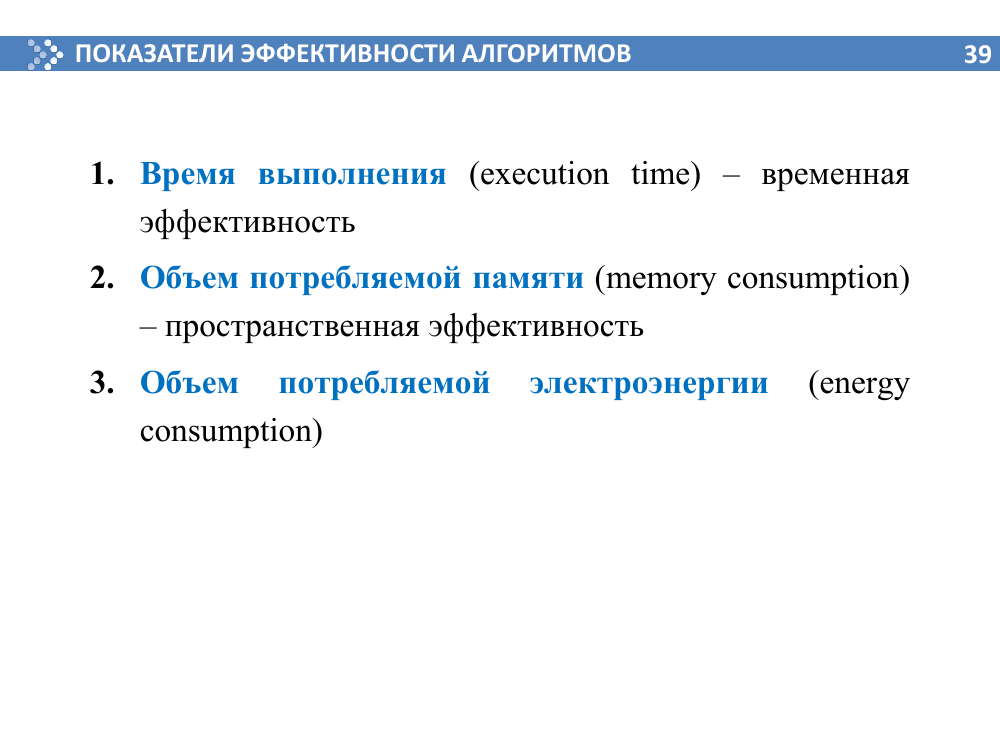 ПОКАЗАТЕЛИ ЭФФЕКТИВНОСТИ АЛГОРИТМОВ 39
1. Время выполнения (execution time) – временная
эффективность
2. Объем потребляемой памяти (memory consumption)
– пространственная эффективность
3. Объем потребляемой электроэнергии (energy
consumption)